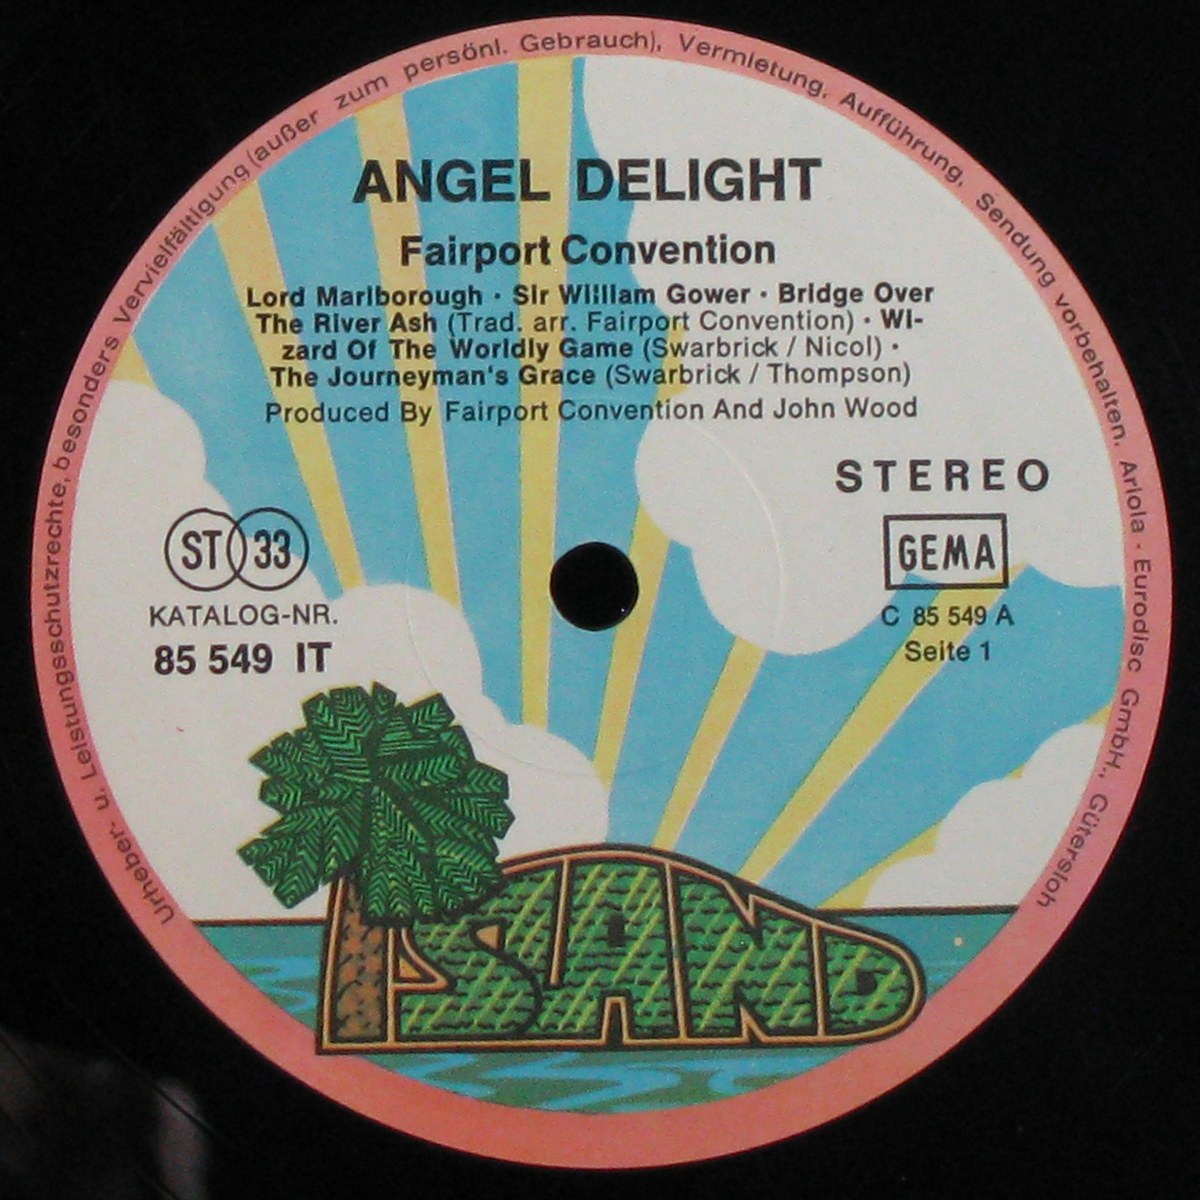 Urheber- u. Leistungsschutzrechte, besonders Vervielfältigung (außer zum persönl. Gebrauch), Vermietung, Aufführung, Sendung vorbehalten. Ariola · Eurodisc GmbH., Gütersloh
ANGEL DELIGHT
Fairport Convention
Lord Marlborough · Sir William Gower · Bridge Over
The River Ash (Trad. arr. Fairport Convention) · Wi-
zard Of The Worldly Game (Swarbrick / Nicol) ·
The Journeyman's Grace (Swarbrick / Thompson)
Produced By Fairport Convention And John Wood
STEREO
ST 33
GEMA
KATALOG-NR.
C 85 549 A
85 549 IT
Seite 1
ISLAND